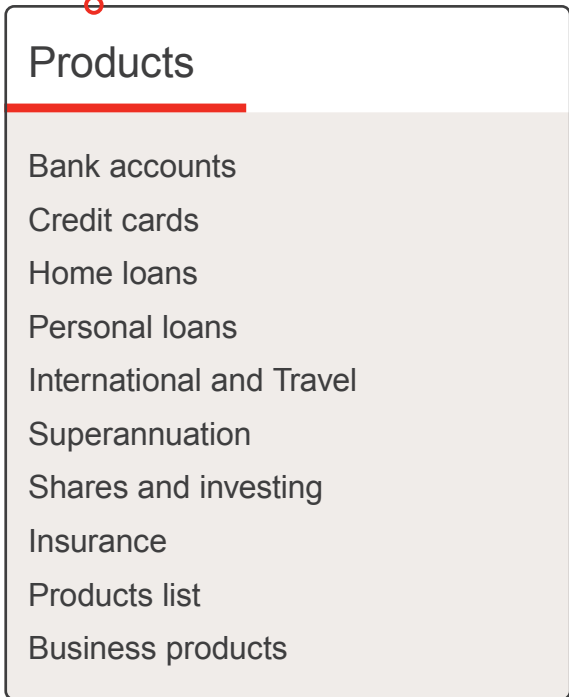 Products
Bank accounts
Credit cards
Home loans
Personal loans
International and Travel
Superannuation
Shares and investing
Insurance
Products list
Business products